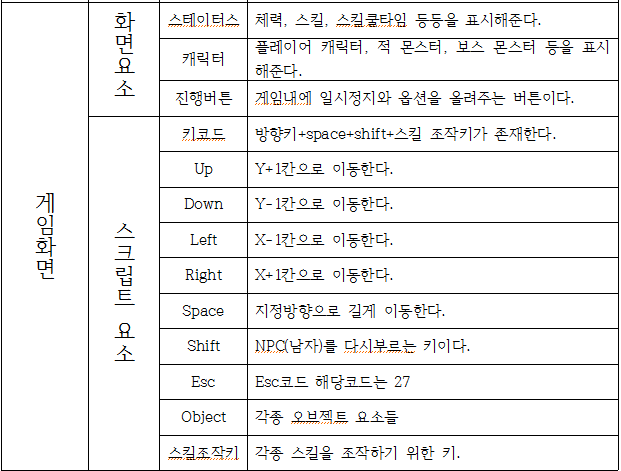 게임화면
화면요소
스테이터스 체력, 스킬, 스킬쿨타임 등등을 표시해준다.
캐릭터 플레이어 캐릭터, 적 몬스터, 보스 몬스터 등을 표시
해준다.
진행버튼 게임내에 일시정지와 옵션을 올려주는 버튼이다.
스크립트 요소
키코드 방향키+space+shift+스킬 조작키가 존재한다.
Up Y+1칸으로 이동한다.
Down Y-1칸으로 이동한다.
Left X-1칸으로 이동한다.
Right X+1칸으로 이동한다.
Space 지정방향으로 길게 이동한다.
Shift NPC(남자)를 다시부르는 키이다.
Esc Esc코드 해당코드는 27
Object 각종 오브젝트 요소들
스킬조작키 각종 스킬을 조작하기 위한 키.